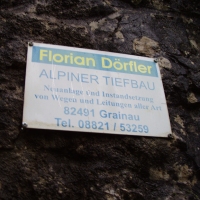 Florian Dörfler
ALPINER TIEFBAU
Neuanlage und Instandsetzung
von Wegen und Leitungen aller Art
82491 Grainau
Tel. 08821 / 53259